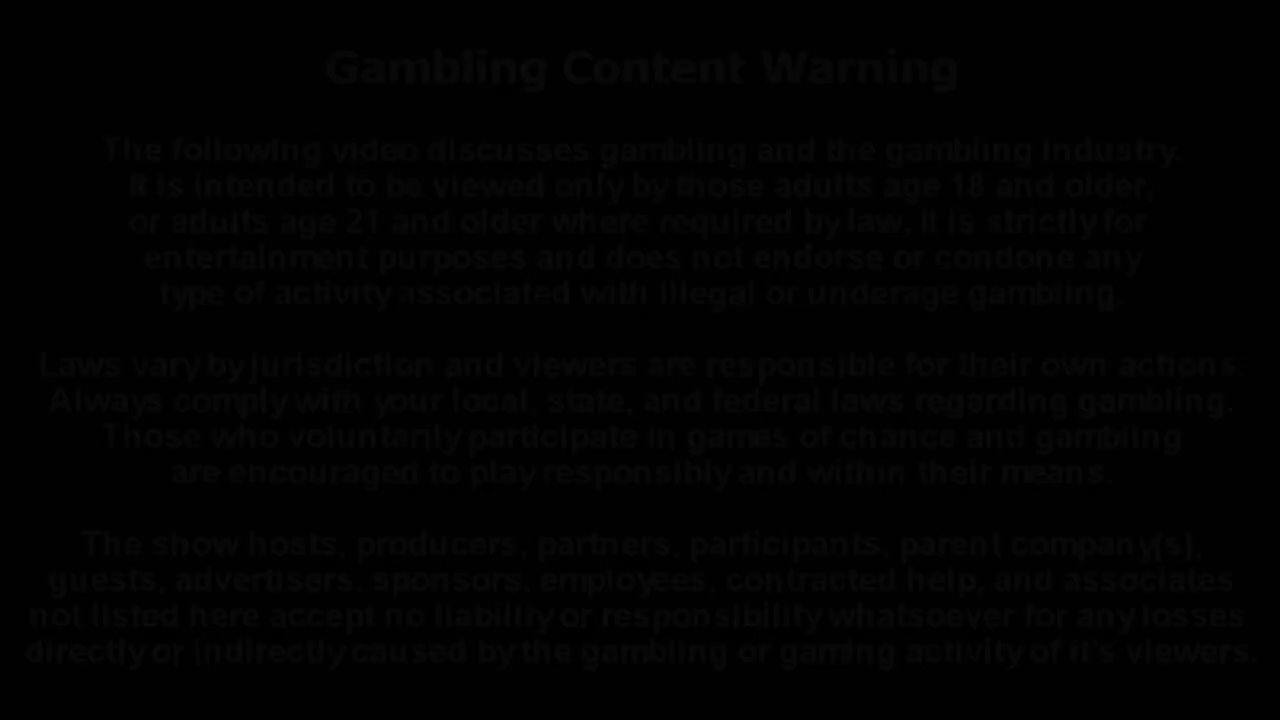 Gambling Content Warning
The following video discusses gambling and the gambling industry.
It is intended to be viewed only by those adults age 18 and older,
or adults age 21 and older where required by law. It is strictly for
entertainment purposes and does not endorse or condone any
type of activity associated with illegal or underage gambling.
Laws vary by jurisdiction and viewers are responsible for their own actions.
Always comply with your local, state, and federal laws regarding gambling.
Those who voluntarily participate in games of chance and gambling
are encouraged to play responsibly and within their means.
The show hosts, producers, partners, participants, parent company(s),
guests, advertisers, sponsors, employees, contracted help, and associates
not listed here accept no liability or responsibility whatsoever for any losses
directly or indirectly caused by the gambling or gaming activity of it's viewers.